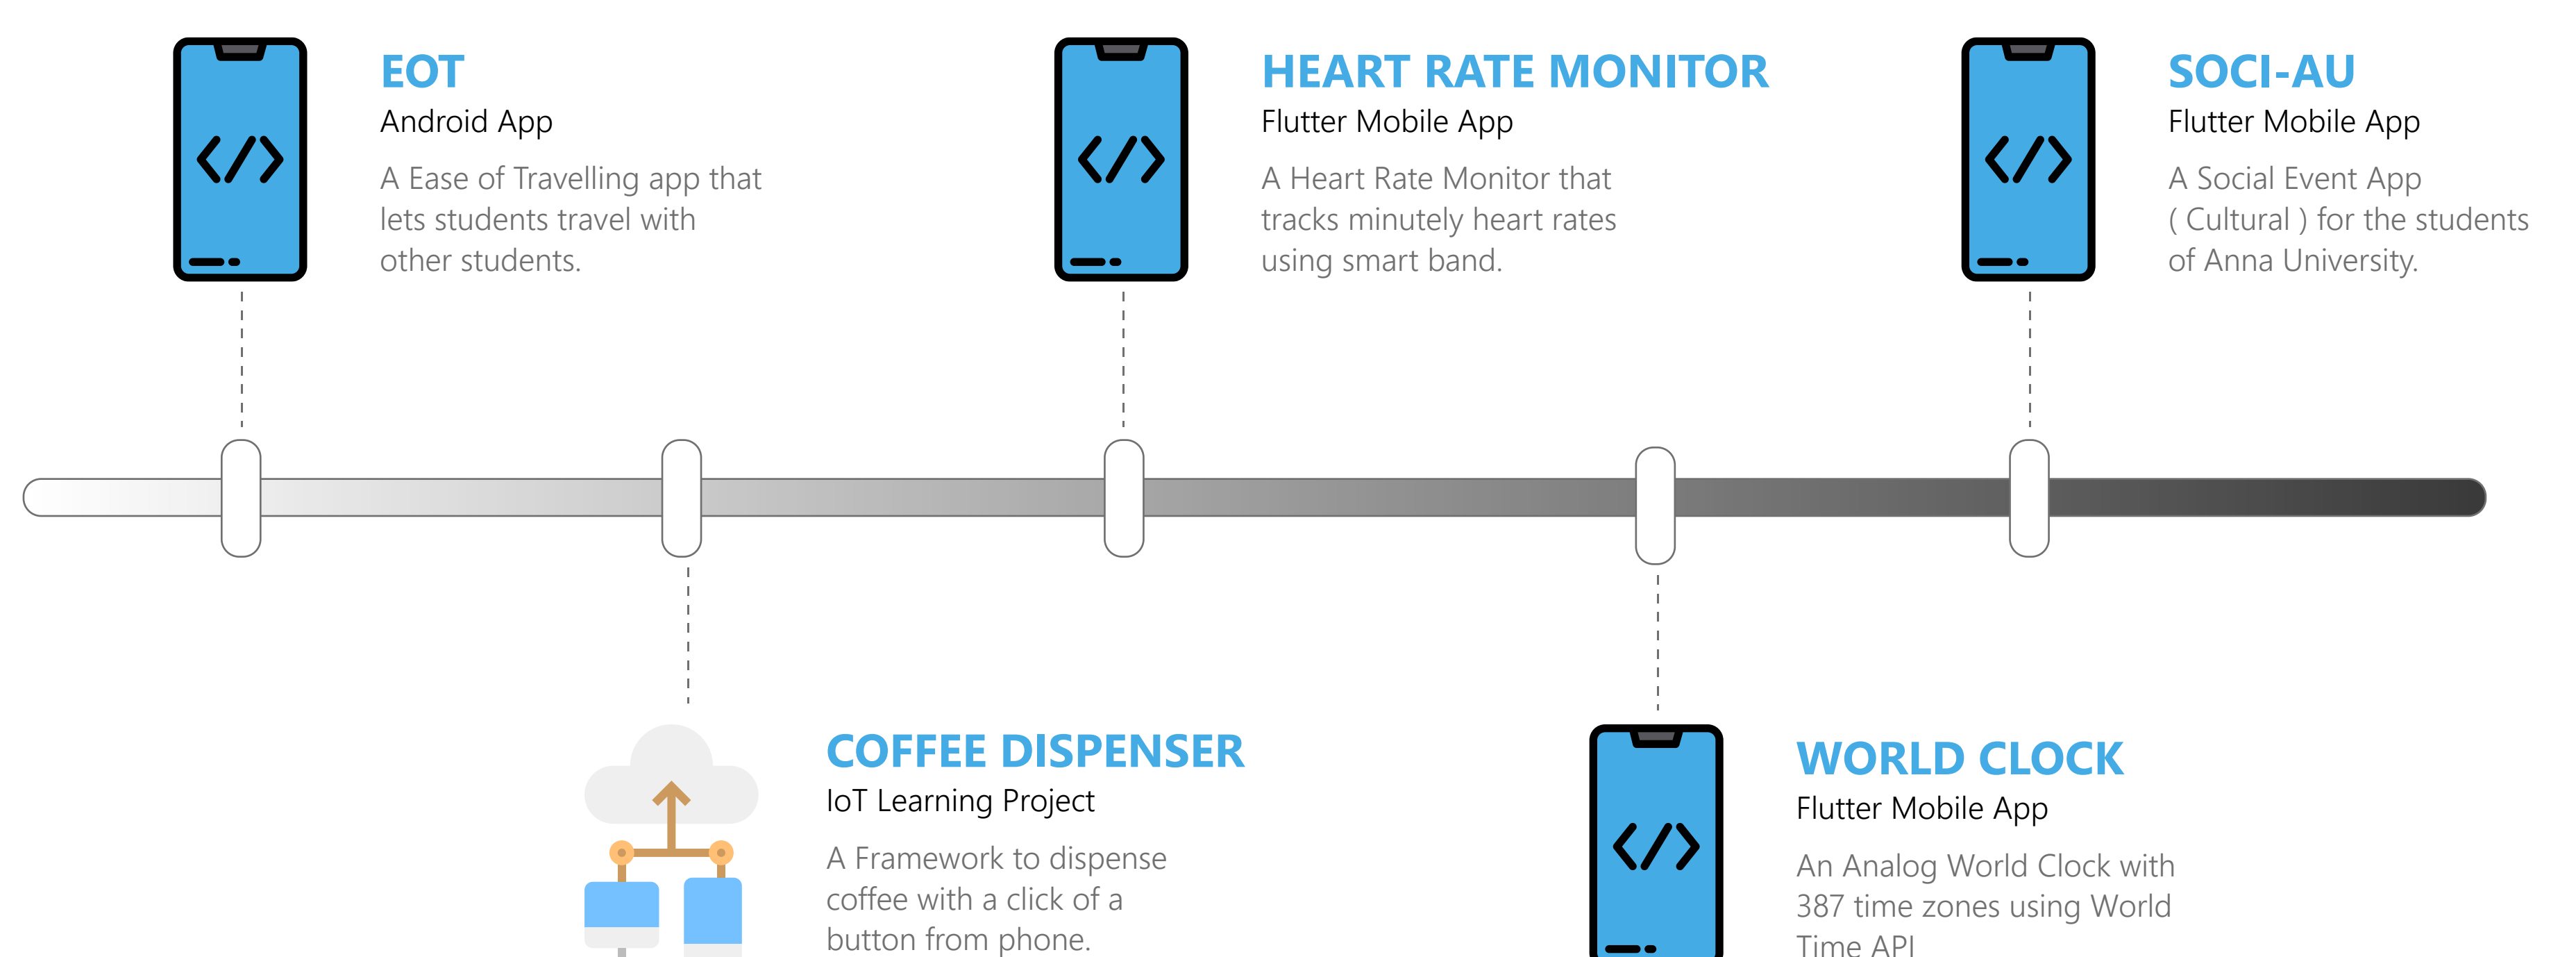 EOT
Android App
A Ease of Travelling app that
lets students travel with
other students.
HEART RATE MONITOR
Flutter Mobile App
A Heart Rate Monitor that
tracks minutely heart rates
using smart band.
SOCI-AU
Flutter Mobile App
A Social Event App
( Cultural ) for the students
of Anna University.
COFFEE DISPENSER
IoT Learning Project
A Framework to dispense
coffee with a click of a
button from phone.
WORLD CLOCK
Flutter Mobile App
An Analog World Clock with
387 time zones using World
Time API